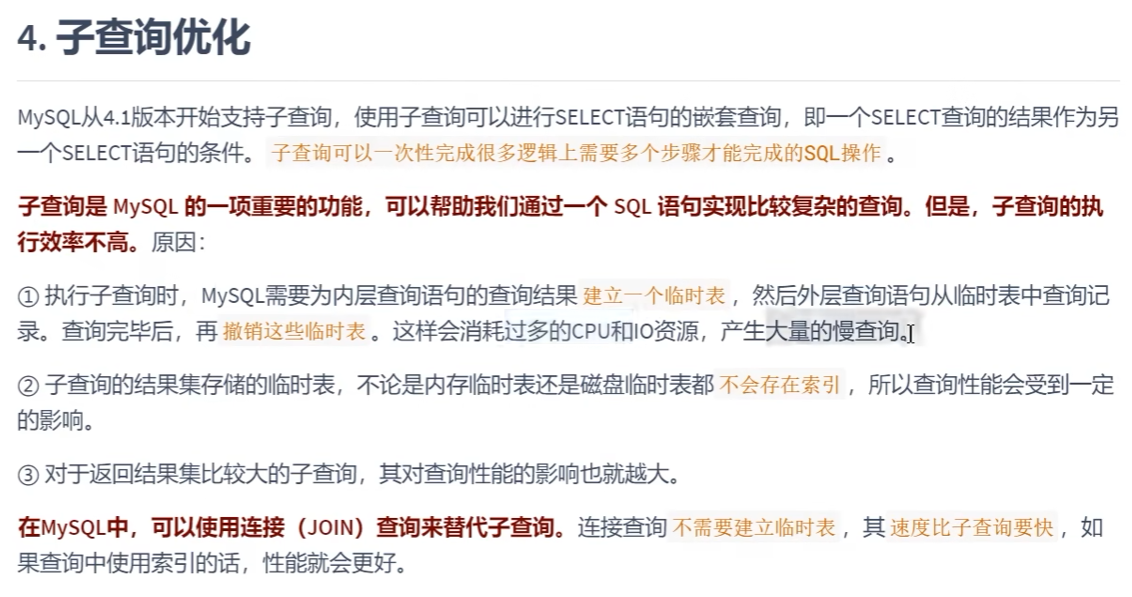 4. 子查询优化
MySQL从4.1版本开始支持子查询，使用子查询可以进行SELECT语句的嵌套查询，即一个SELECT查询的结果作为另
一个SELECT语句的条件。子查询可以一次性完成很多逻辑上需要多个步骤才能完成的SQL操作。
子查询是 MySQL 的一项重要的功能，可以帮助我们通过一个 SQL 语句实现比较复杂的查询。但是，子查询的执
行效率不高。原因：
① 执行子查询时，MySQL需要为内层查询语句的查询结果 建立一个临时表 ，然后外层查询语句从临时表中查询记
录。查询完毕后，再 撤销这些临时表 。这样会消耗过多的CPU和IO资源，产生大量的慢查询。
② 子查询的结果集存储的临时表，不论是内存临时表还是磁盘临时表都 不会存在索引 ，所以查询性能会受到一定
的影响。
③ 对于返回结果集比较大的子查询，其对查询性能的影响也就越大。
在MySQL中，可以使用连接（JOIN）查询来替代子查询。连接查询 不需要建立临时表 ，其 速度比子查询要快 ，如
果查询中使用索引的话，性能就会更好。